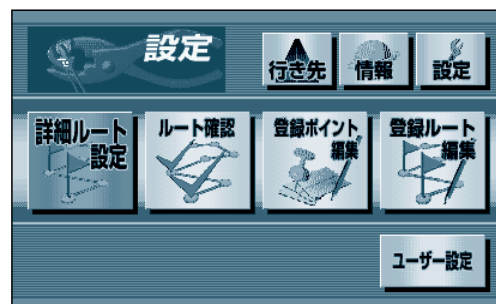 設定
行き先
情報
設定
詳細ルート
設定
ルート確認
登録ポイント
編集
登録ルート
編集
ユーザー設定